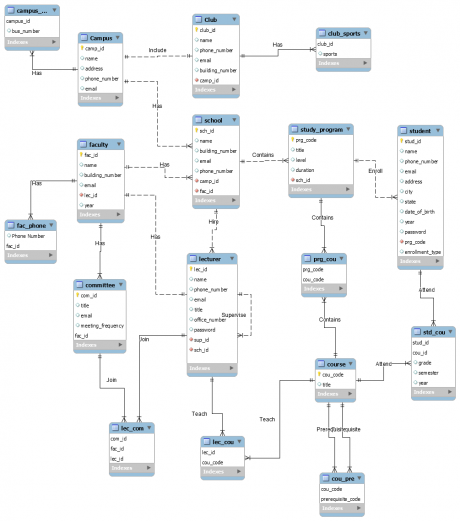 campus_...
campus_id
bus_number
Indexes
Campus
camp_id
name
address
phone_number
email
Indexes
Include
Club
club_id
name
phone_number
email
building_number
camp_id
Indexes
Has
club_sports
club_id
sports
Indexes
Has
Has
faculty
fac_id
name
building_number
email
lec_id
year
Indexes
Has
school
sch_id
name
building_number
email
phone_number
camp_id
fac_id
Indexes
Contains
study_program
prg_code
title
level
duration
sch_id
Indexes
Enroll
student
stud_id
name
phone_number
email
address
city
state
date_of_birth
year
password
prg_code
enrolment_type
Indexes
Has
fac_phone
Phone Number
fac_id
Indexes
Has
Has
Hire
Contains
lecturer
lec_id
name
phone_number
email
title
office_number
password
sup_id
sch_id
Indexes
Supervise
prg_cou
prg_code
cou_code
Indexes
Contains
Attend
committee
com_id
title
email
meeting_frequency
fac_id
Indexes
Join
Join
std_cou
stud_id
cou_id
grade
semester
year
Indexes
Attend
course
cou_code
title
Indexes
Teach
Teach
lec_com
com_id
fac_id
lec_id
Indexes
lec_cou
lec_id
cou_code
Indexes
cou_pre
cou_code
prerequisite_code
Indexes